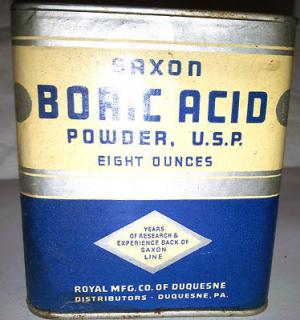 SAXON
BORIC ACID
POWDER, U.S.P.
EIGHT OUNCES
YEARS
OF RESEARCH &
EXPERIENCE BACK OF
SAXON
LINE
ROYAL MFG. CO. OF DUQUESNE
DISTRIBUTORS - DUQUESNE, PA.